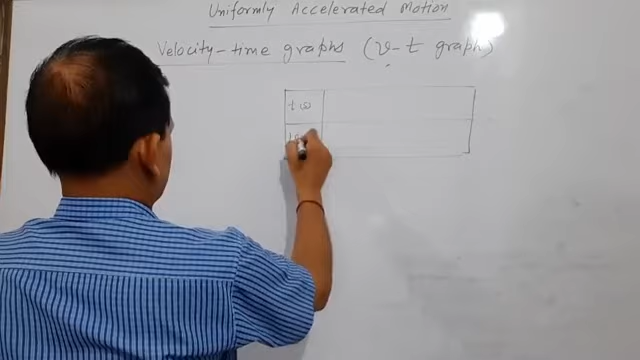 Uniformly Accelerated Motion
Velocity-time graphs (v-t graph)